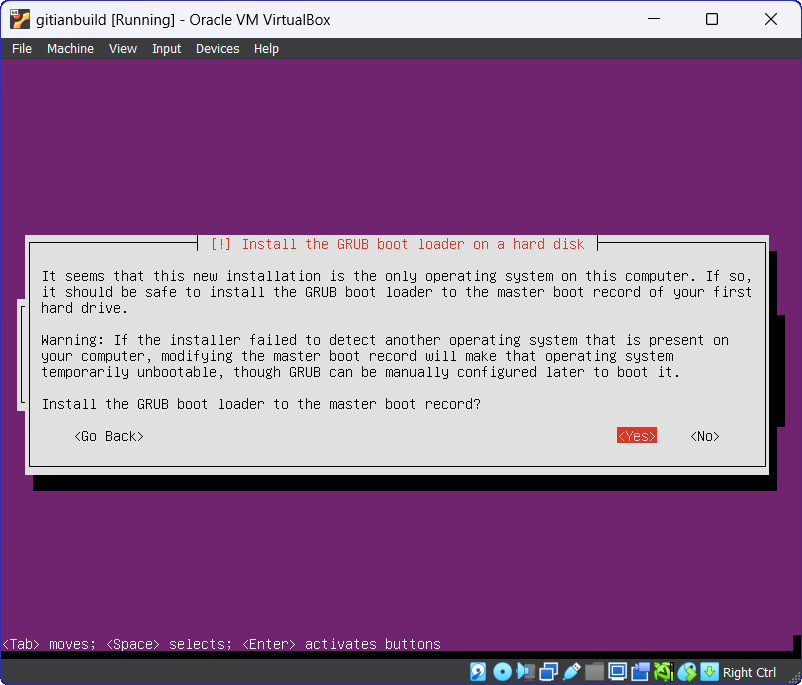 gitianbuild [Running] - Oracle VM VirtualBox
File Machine View Input Devices Help
[!] Install the GRUB boot loader on a hard disk
It seems that this new installation is the only operating system on this computer. If so,
it should be safe to install the GRUB boot loader to the master boot record of your first
hard drive.
Warning: If the installer failed to detect another operating system that is present on
your computer, modifying the master boot record will make that operating system
temporarily unbootable, though GRUB can be manually configured later to boot it.
Install the GRUB boot loader to the master boot record?
<Go Back> <Yes> <No>
<Tab> moves; <Space> selects; <Enter> activates buttons
Right Ctrl